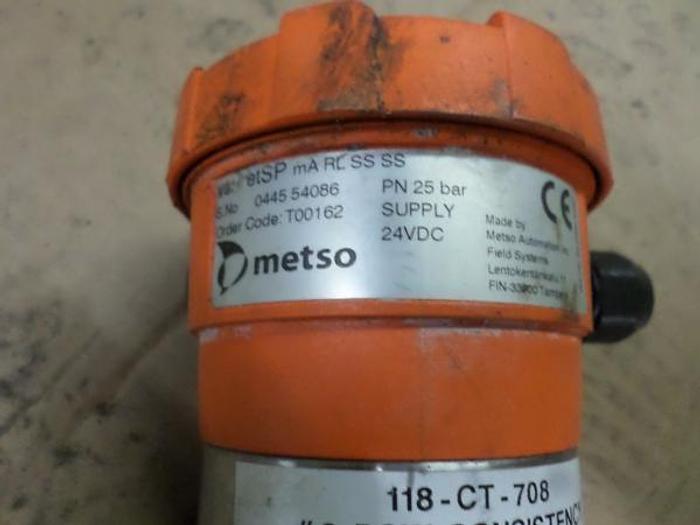 etSP mA RL SS SS
S.No 0445 54086 PN 25 bar
Order Code: T00162 SUPPLY
24VDC
metso
Made by
Metso Automation
Field Systems
CE
118-CT-708